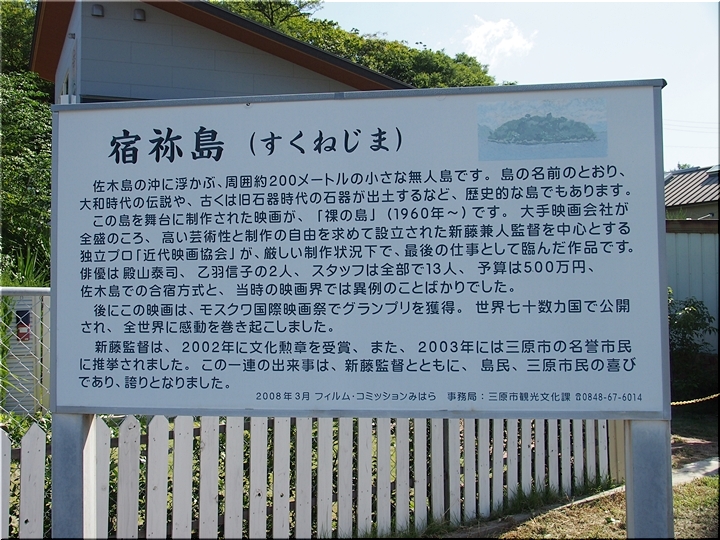 宿祢島（すくねじま）
佐木島の沖に浮かぶ、周囲約200メートルの小さな無人島です。島の名前のとおり、
大和時代の伝説や、古くは旧石器時代の石器が出土するなど、歴史的な島でもあります。
この島を舞台に制作された映画が、「裸の島」（1960年～）です。大手映画会社が
全盛のころ、高い芸術性と制作の自由を求めて設立された新藤兼人監督を中心とする
独立プロ「近代映画協会」が、厳しい制作状況下で、最後の仕事として臨んだ作品です。
俳優は殿山泰司、乙羽信子の2人、スタッフは全部で13人、予算は500万円、
佐木島での合宿方式と、当時の映画界では異例のことばかりでした。
後にこの映画は、モスクワ国際映画祭でグランプリを獲得。世界七十数カ国で公開
され、全世界に感動を巻き起こしました。
新藤監督は、2002年に文化勲章を受賞、また、2003年には三原市の名誉市民
に推挙されました。この一連の出来事は、新藤監督とともに、島民、三原市民の喜び
であり、誇りとなりました。
2008年3月 フィルム・コミッションみはら 事務局：三原市観光文化課 ☎0848-67-6014